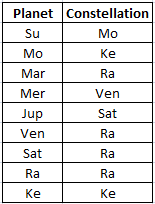 Planet Constellation
Su Mo
Mo Ke
Mar Ra
Mer Ven
Jup Sat
Ven Ra
Sat Ra
Ra Ra
Ke Ke